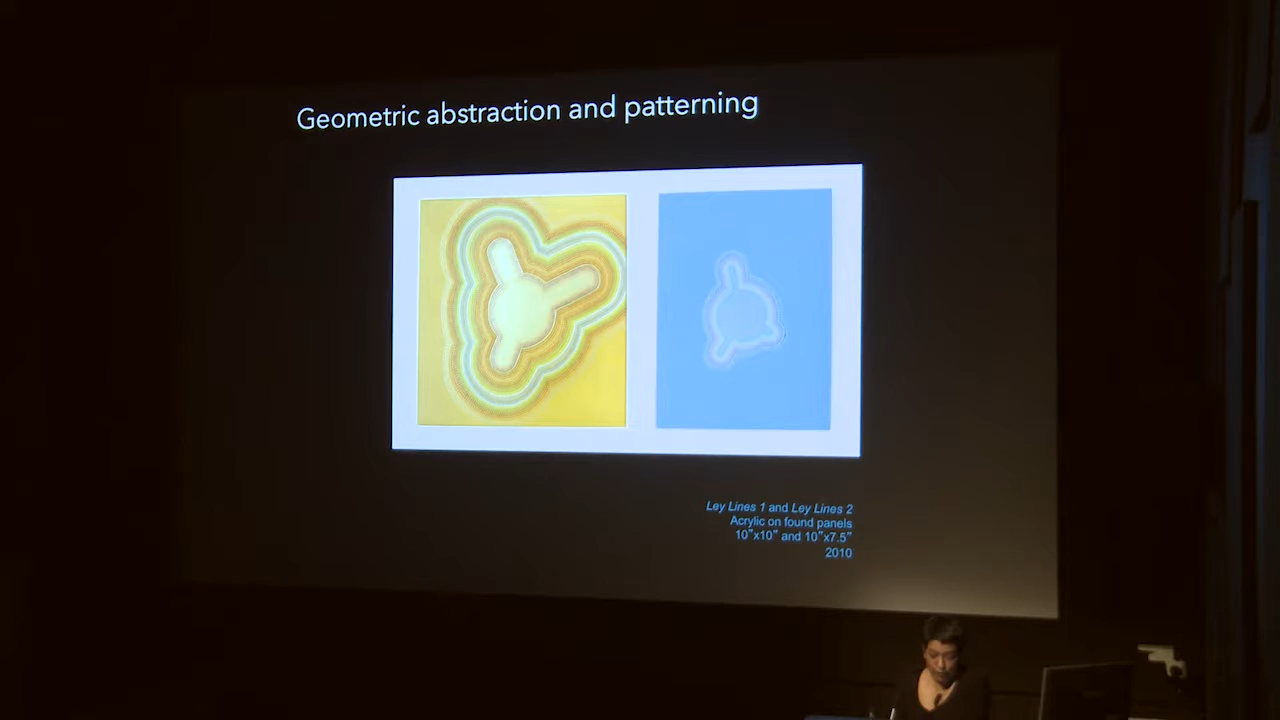 Geometric abstraction and patterning
Ley Lines 1 and Ley Lines 2
Acrylic on found panels
10"x10" and 10"x7.5"
2010